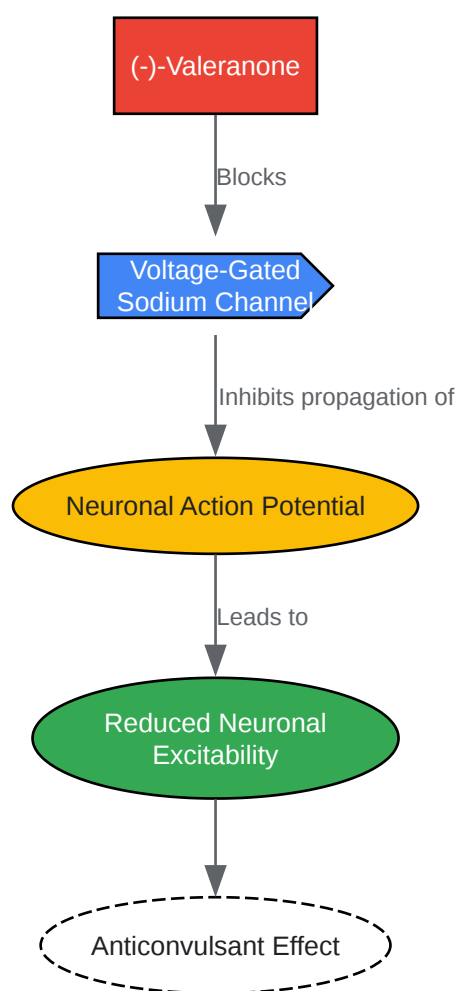 (-)-Valeranone
Blocks
Voltage-Gated
Sodium Channel
Inhibits propagation of
Neuronal Action Potential
Leads to
Reduced Neuronal
Excitability
Anticonvulsant Effect